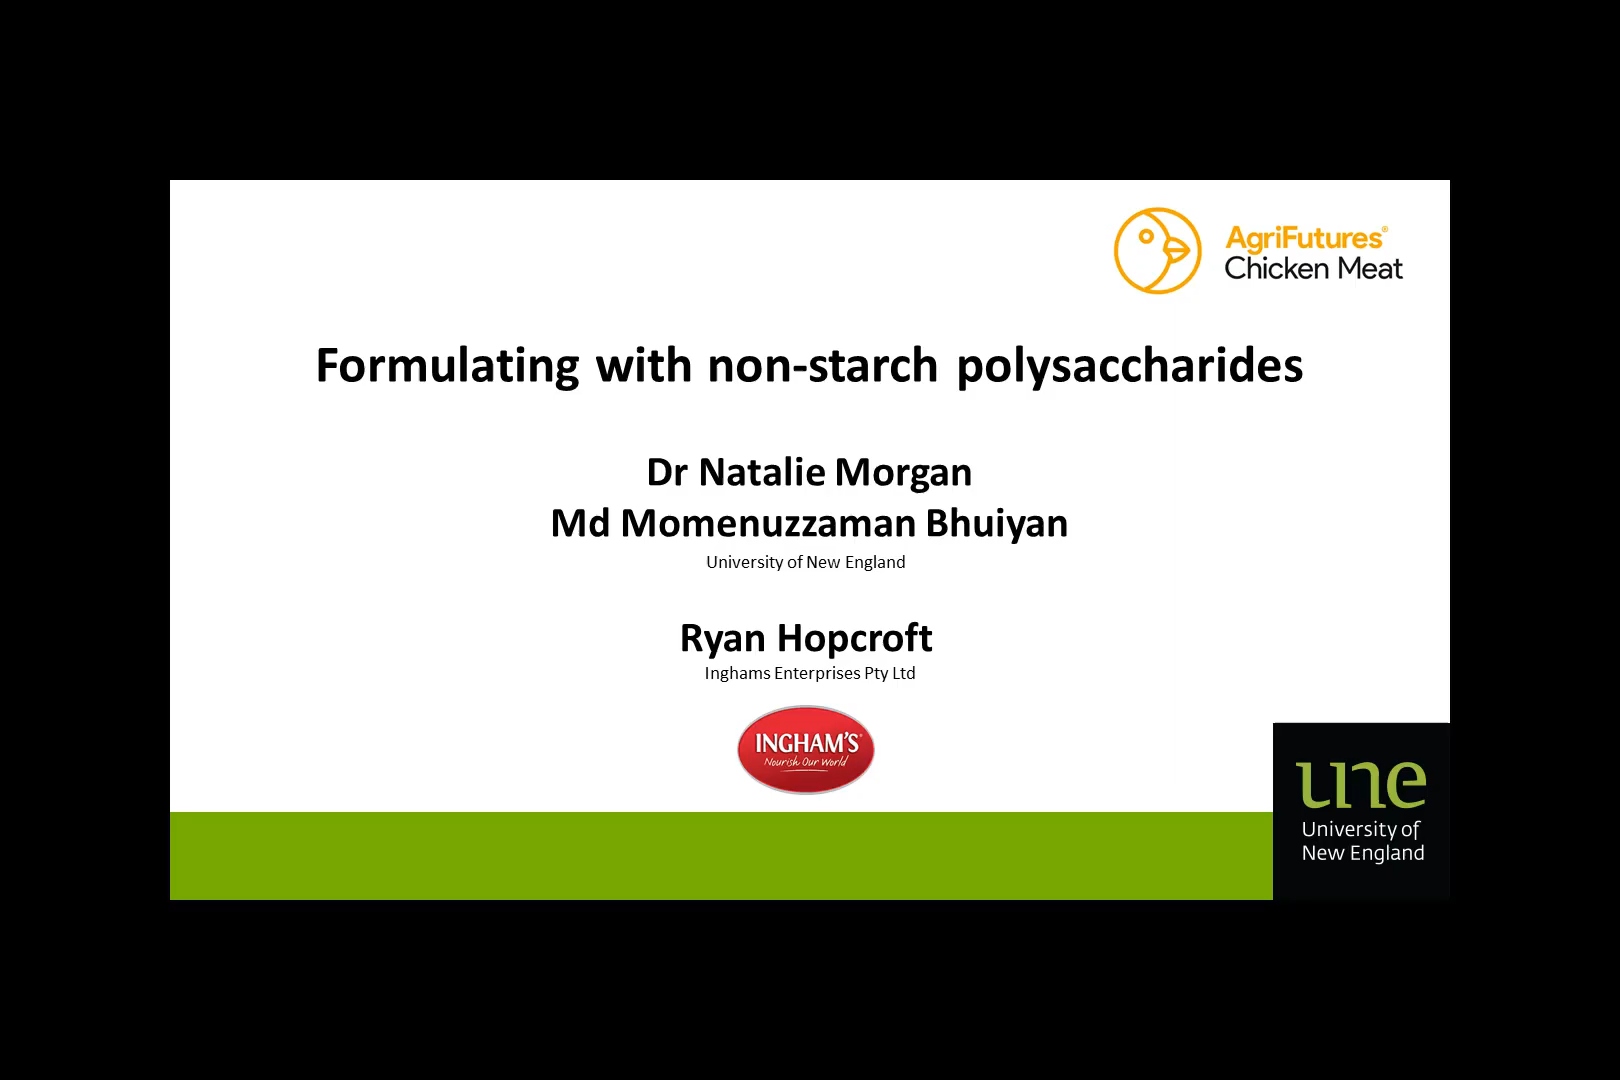 AgriFutures®
Chicken Meat
Formulating with non-starch polysaccharides
Dr Natalie Morgan
Md Momenuzzaman Bhuiyan
University of New England
Ryan Hopcroft
Inghams Enterprises Pty Ltd
INGHAM'S
Nourish Our World
une
University of
New England